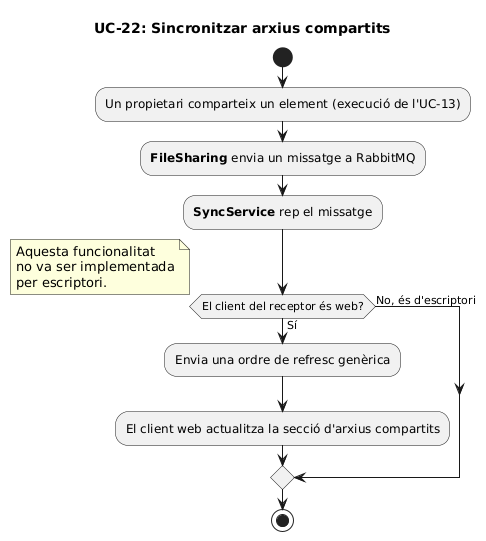 UC-22: Sincronitzar arxius compartits
Un propietari comparteix un element (execució de l'UC-13)
FileSharing envia un missatge a RabbitMQ
SyncService rep el missatge
Aquesta funcionalitat
no va ser implementada
per escriptori.
El client del receptor és web?
No, és d'escriptori
Sí
Envia una ordre de refresc genèrica
El client web actualitza la secció d'arxius compartits